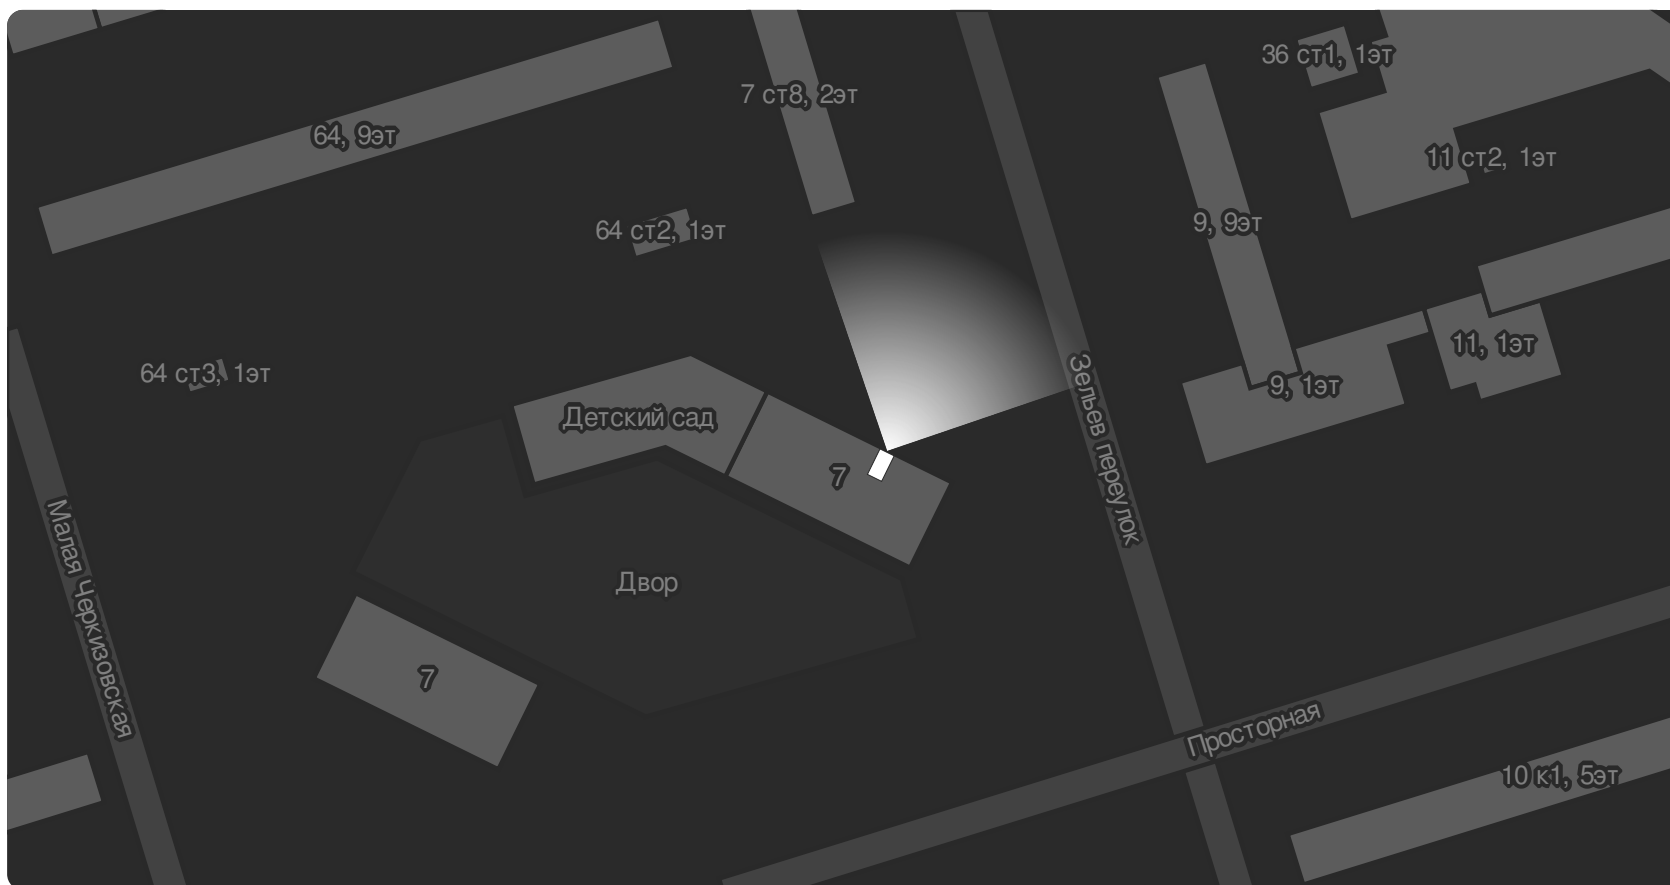 36 ст1, 1эт
7 ст8, 2эт
64, 9эт
11 ст2, 1эт
9, 9эт
64 ст2, 1эт
11, 1эт
64 ст3, 1эт
9, 1эт
Детский сад
Зельев переулок
7
Двор
Малая Черкизовская
7
Просторная
10 к1, 5эт